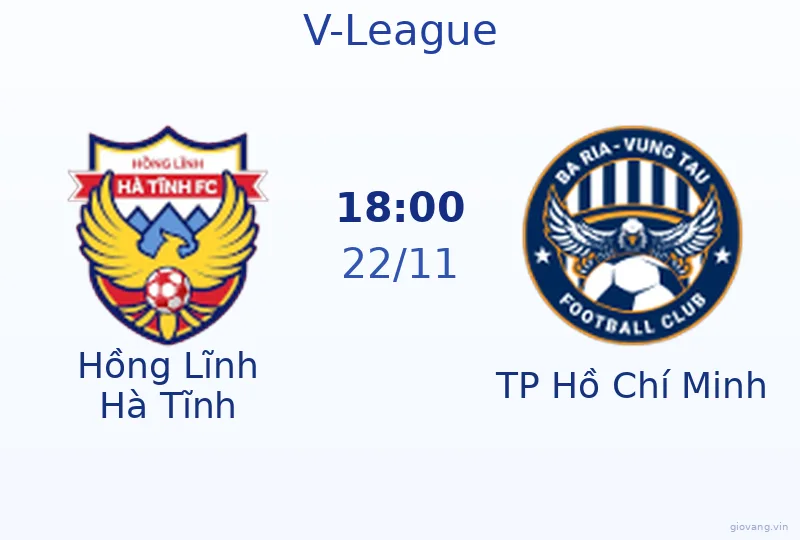 V-League
HỒNG LĨNH
HÀ TĨNH FC
18:00
22/11
BA RIA - VUNG TAU
FOOTBALL CLUB
Hồng Lĩnh
Hà Tĩnh
TP Hồ Chí Minh
giovang.vin